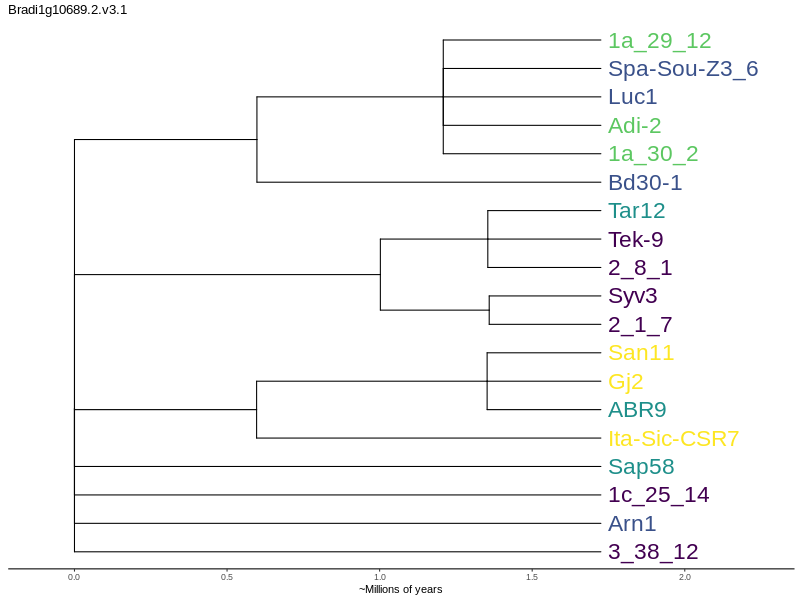 Bradi1g10689.2.v3.1
1a_29_12
Spa-Sou-Z3_6
Luc1
Adi-2
1a_30_2
Bd30-1
Tar12
Tek-9
2_8_1
Syv3
2_1_7
San11
Gj2
ABR9
Ita-Sic-CSR7
Sap58
1c_25_14
Arn1
3_38_12
0.0 0.5 1.0 1.5 2.0
~Millions of years